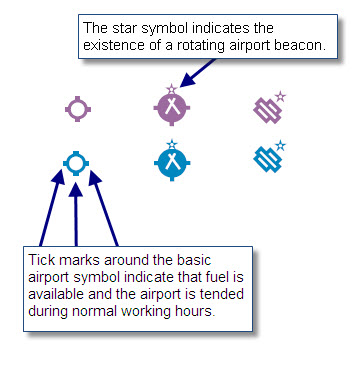 The star symbol indicates the
existence of a rotating airport beacon.
Tick marks around the basic
airport symbol indicate that fuel is
available and the airport is tended
during normal working hours.